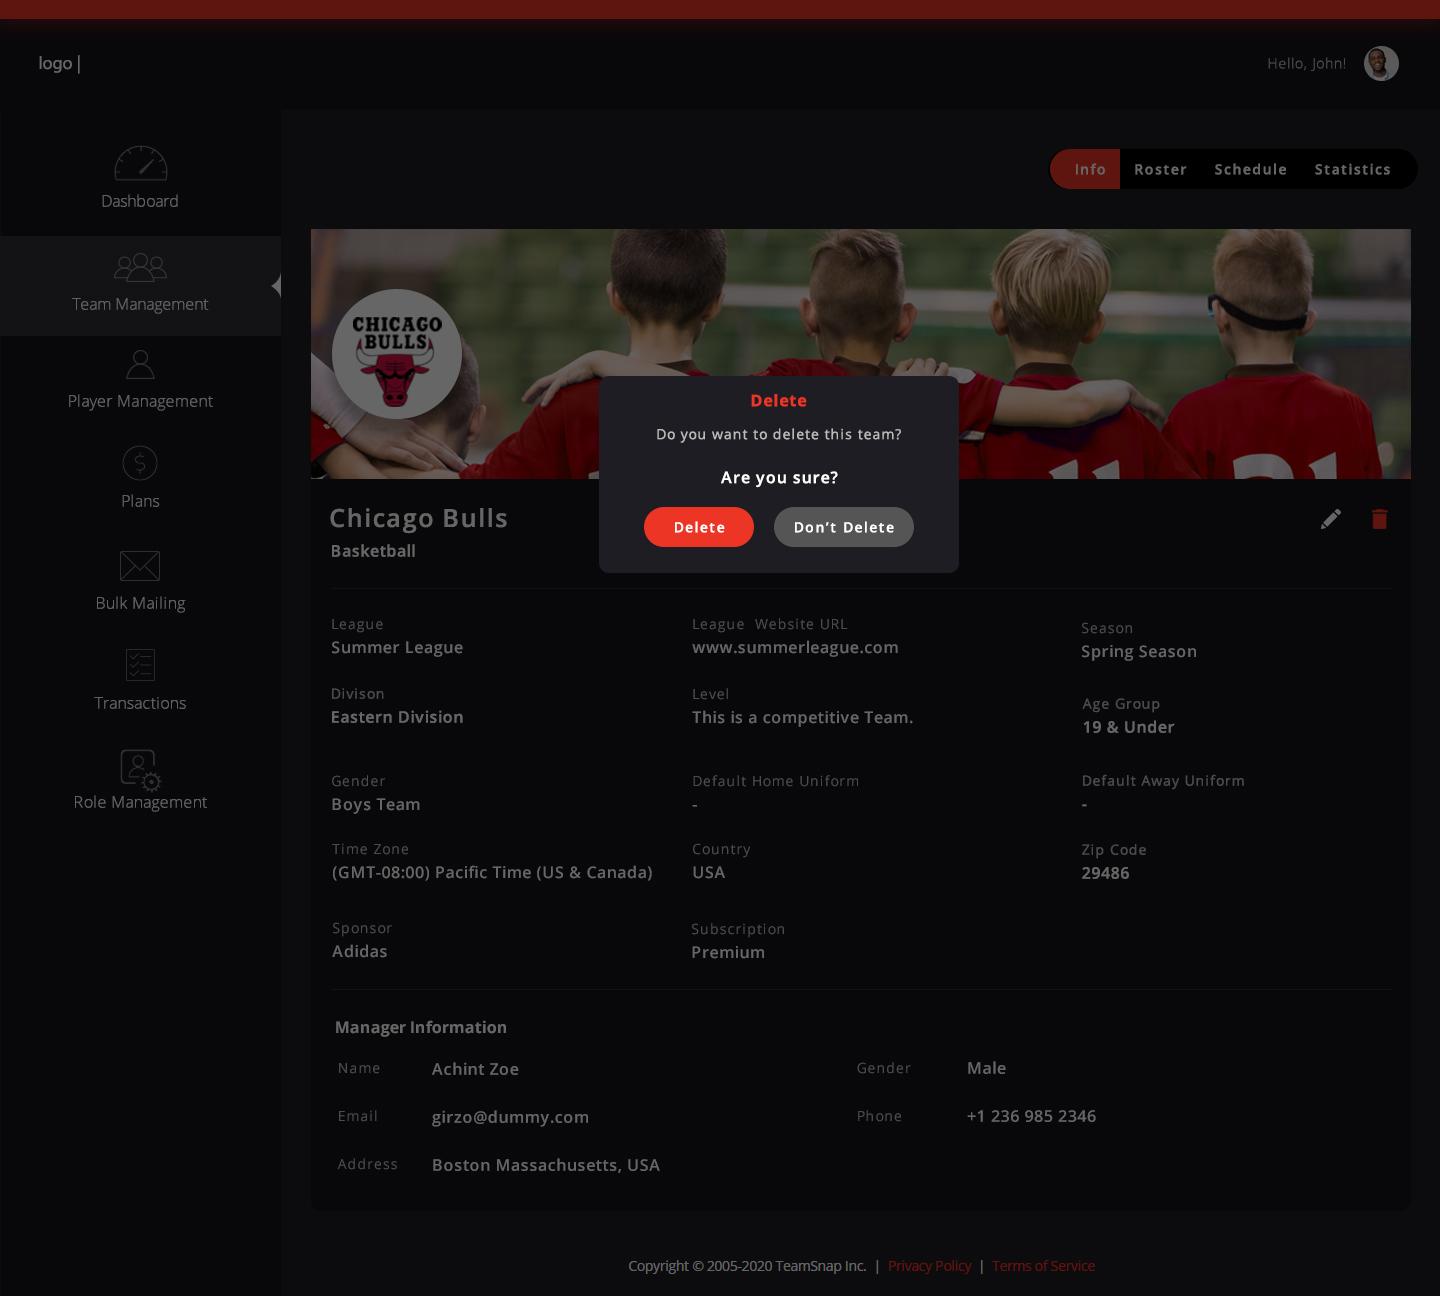 logo |
Hello, John!
Info Roster Schedule Statistics
Dashboard
Team Management
Player Management
Plans
Bulk Mailing
Transactions
Role Management
CHICAGO
BULLS
Delete
Do you want to delete this team?
Are you sure?
Delete Don't Delete
Chicago Bulls
Basketball
League League Website URL Season
Summer League www.summerleague.com Spring Season
Divison Level Age Group
Eastern Division This is a competitive Team. 19 & Under
Gender Default Home Uniform Default Away Uniform
Boys Team - -
Time Zone Country Zip Code
(GMT-08:00) Pacific Time (US & Canada) USA 29486
Sponsor Subscription
Adidas Premium
Manager Information
Name Achint Zoe Gender Male
Email girzo@dummy.com Phone +1 236 985 2346
Address Boston Massachusetts, USA
Copyright © 2005-2020 TeamSnap Inc. | Privacy Policy | Terms of Service